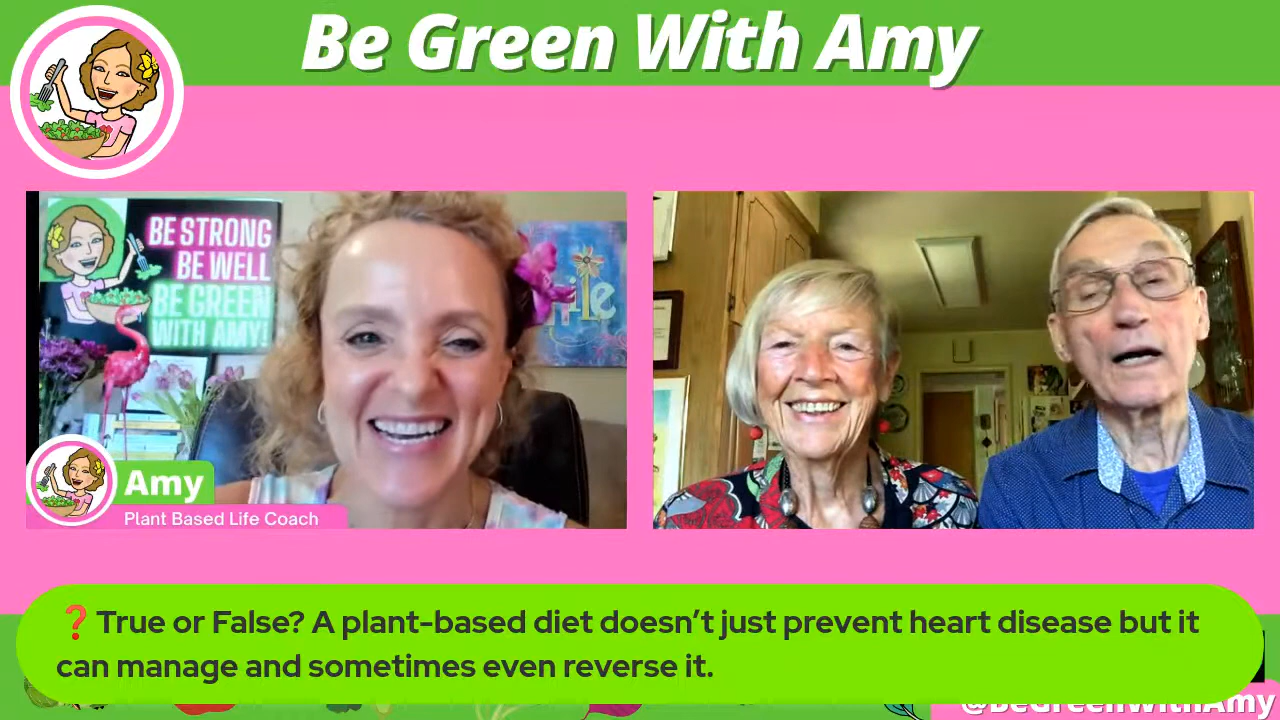 Be Green With Amy
BE STRONG
BE WELL
BE GREEN
WITH AMY!
Amy
Plant Based Life Coach
❓True or False? A plant-based diet doesn’t just prevent heart disease but it
can manage and sometimes even reverse it.
@BeGreenWithAmy